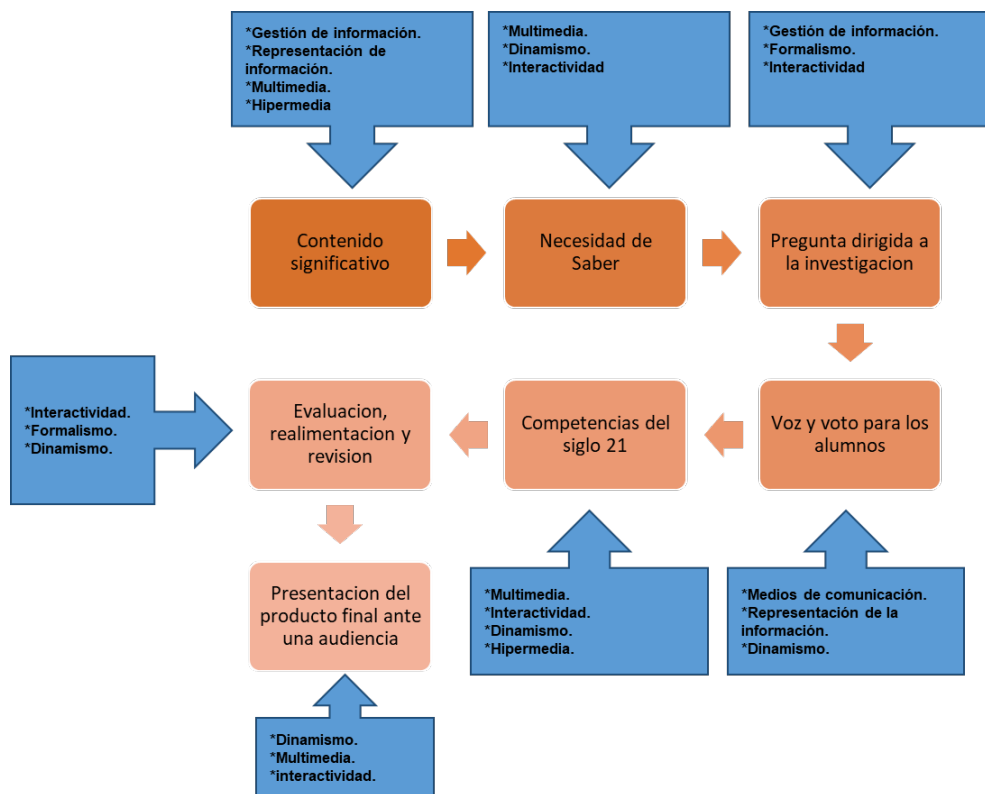 *Gestión de información.
*Representación de
información.
*Multimedia.
*Hipermedia
*Multimedia.
*Dinamismo.
*Interactividad
*Gestión de información.
*Formalismo.
*Interactividad
Contenido
significativo
Necesidad de
Saber
Pregunta dirigida a
la investigacion
Voz y voto para los
alumnos
Competencias del
siglo 21
Evaluacion,
realimentacion y
revision
*Interactividad.
*Formalismo.
*Dinamismo.
Presentacion del
producto final ante
una audiencia
*Multimedia.
*Interactividad.
*Dinamismo.
*Hipermedia.
*Medios de comunicación.
*Representación de la
información.
*Dinamismo.
*Dinamismo.
*Multimedia.
*interactividad.